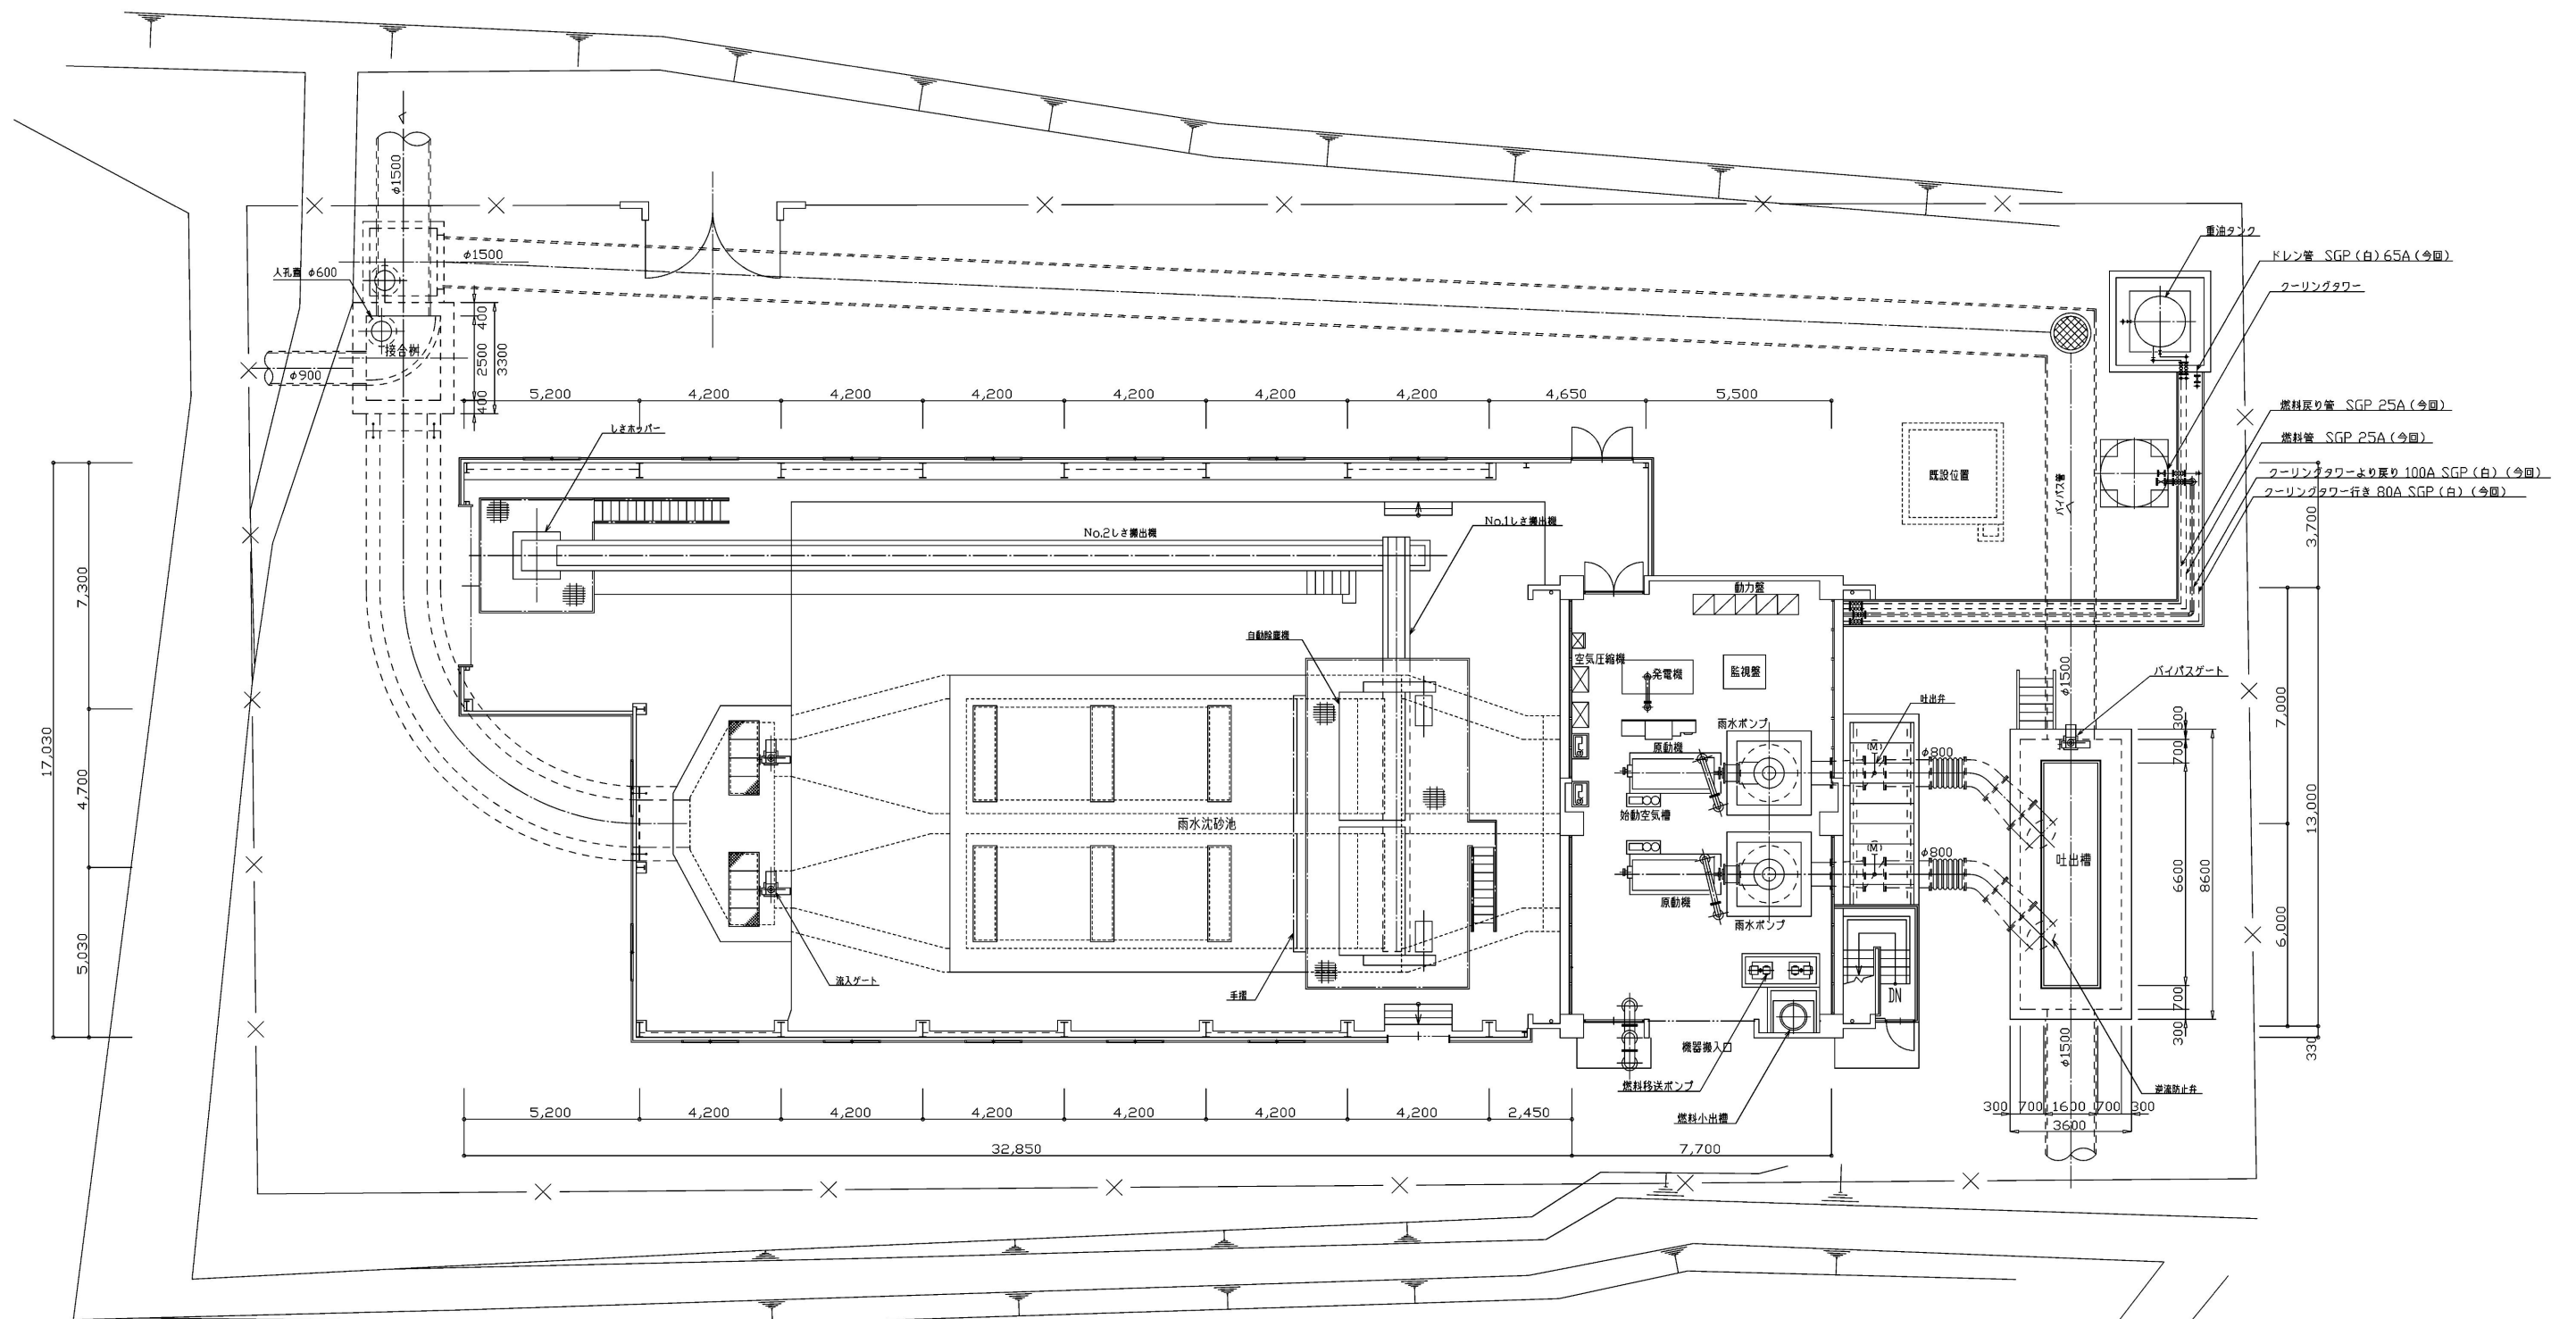 φ1500
φ1500
人孔蓋 φ600
接合桝
φ900
400
2500
400
3300
重油タンク
ドレン管 SGP(白)65A(今回)
クーリングタワー
燃料戻り管 SGP 25A(今回)
燃料管 SGP 25A(今回)
クーリングタワーより戻り 100A SGP(白)(今回)
クーリングタワー行き 80A SGP(白)(今回)
5,200
4,200
4,200
4,200
4,200
4,200
4,650
5,500
しさホッパー
No.2しさ搬出機
No.1しさ搬出機
既設位置
バイパス管
3,700
7,300
17,030
4,700
5,030
動力盤
自動除塵機
空気圧縮機
発電機
監視盤
φ1500
バイパスゲート
吐出弁
雨水ポンプ
原動機
(M)
φ800
7,000
13,000
300
700
雨水沈砂池
始動空気槽
(M)
φ800
吐出槽
6600
8600
原動機
雨水ポンプ
6,000
流入ゲート
手摺
DN
700
300
330
機器搬入口
φ1500
燃料移送ポンプ
逆流防止弁
燃料小出槽
5,200
4,200
4,200
4,200
4,200
4,200
4,200
2,450
300
700
1600
700
300
3600
32,850
7,700